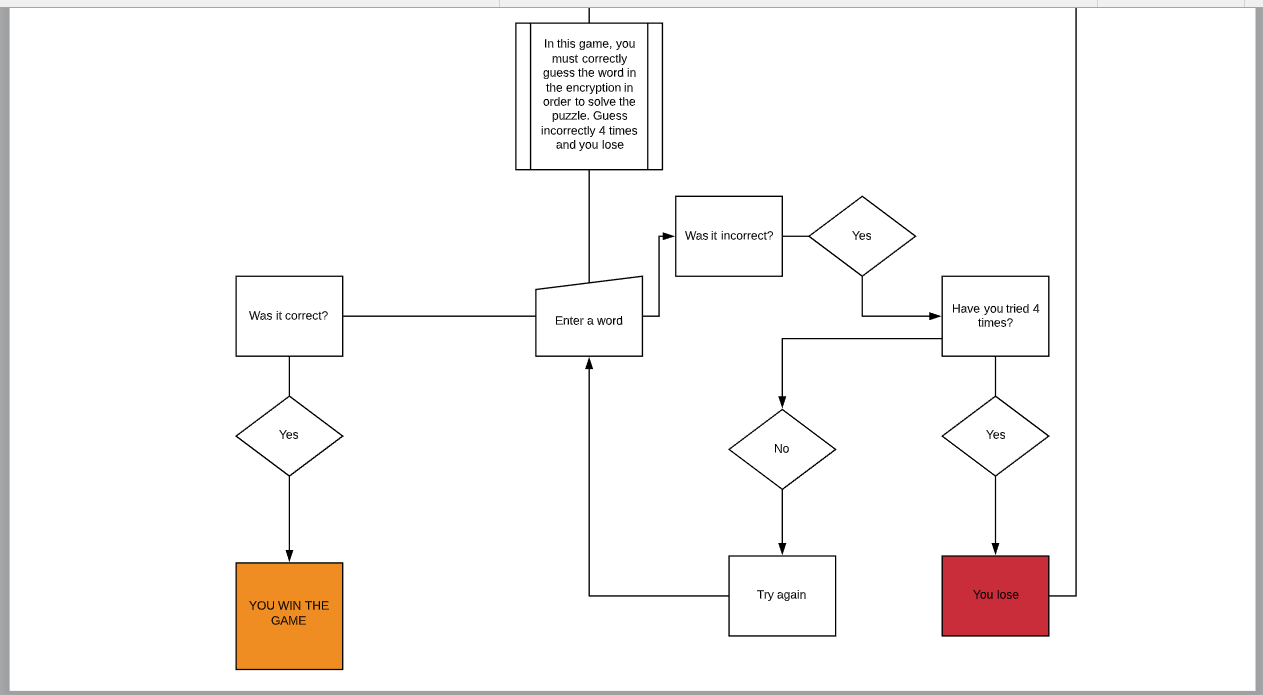 In this game, you
must correctly
guess the word in
the encryption in
order to solve the
puzzle. Guess
incorrectly 4 times
and you lose
Was it incorrect?
Yes
Was it correct?
Enter a word
Have you tried 4
times?
Yes
No
Yes
YOU WIN THE
GAME
Try again
You lose